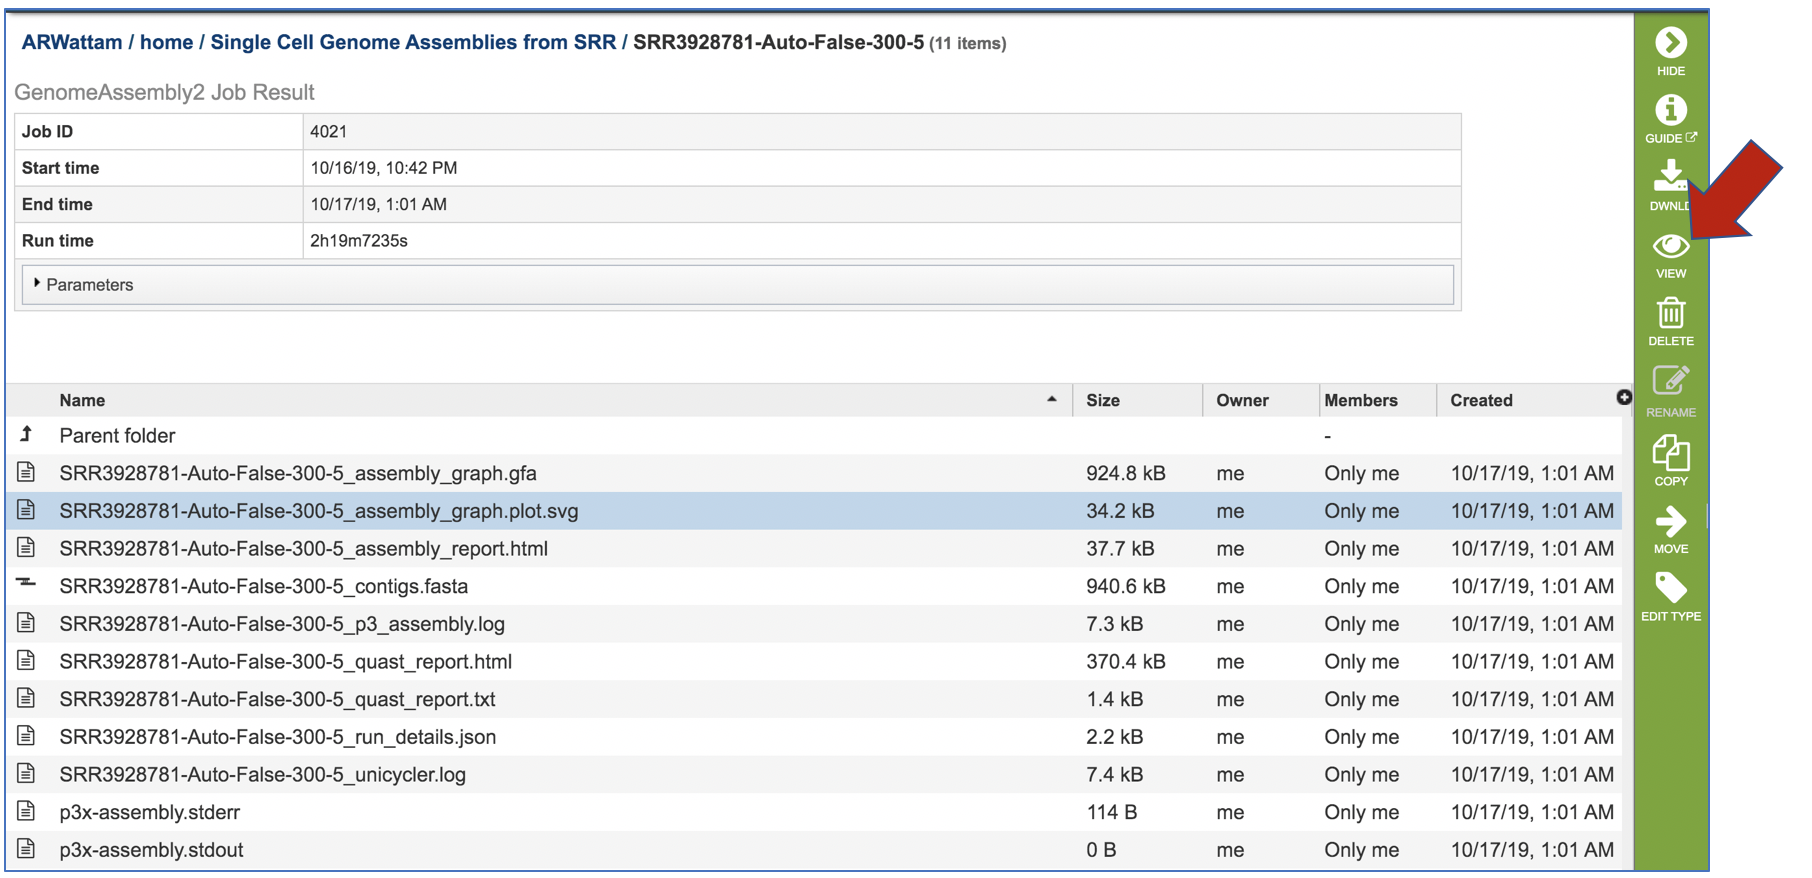 ARWattam / home / Single Cell Genome Assemblies from SRR / SRR3928781-Auto-False-300-5 (11 items)
GenomeAssembly2 Job Result
Job ID 4021
Start time 10/16/19, 10:42 PM
End time 10/17/19, 1:01 AM
Run time 2h19m7235s
Parameters
Name Size Owner Members Created
Parent folder -
SRR3928781-Auto-False-300-5_assembly_graph.gfa 924.8 kB me Only me 10/17/19, 1:01 AM
SRR3928781-Auto-False-300-5_assembly_graph.plot.svg 34.2 kB me Only me 10/17/19, 1:01 AM
SRR3928781-Auto-False-300-5_assembly_report.html 37.7 kB me Only me 10/17/19, 1:01 AM
SRR3928781-Auto-False-300-5_contigs.fasta 940.6 kB me Only me 10/17/19, 1:01 AM
SRR3928781-Auto-False-300-5_p3_assembly.log 7.3 kB me Only me 10/17/19, 1:01 AM
SRR3928781-Auto-False-300-5_quast_report.html 370.4 kB me Only me 10/17/19, 1:01 AM
SRR3928781-Auto-False-300-5_quast_report.txt 1.4 kB me Only me 10/17/19, 1:01 AM
SRR3928781-Auto-False-300-5_run_details.json 2.2 kB me Only me 10/17/19, 1:01 AM
SRR3928781-Auto-False-300-5_unicycler.log 7.4 kB me Only me 10/17/19, 1:01 AM
p3x-assembly.stderr 114 B me Only me 10/17/19, 1:01 AM
p3x-assembly.stdout 0 B me Only me 10/17/19, 1:01 AM
HIDE
GUIDE
DWNLD
VIEW
DELETE
RENAME
COPY
MOVE
EDIT TYPE